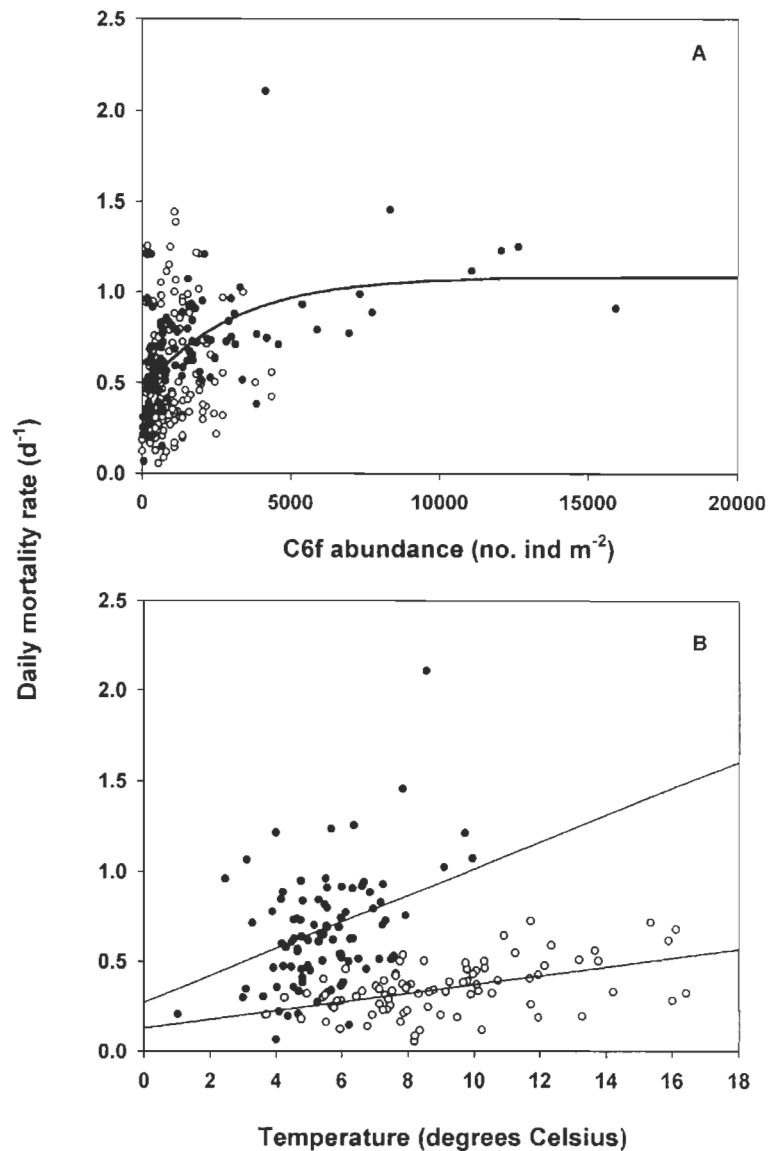 2.5
A
2.0
1.5
1.0
0.5
0.0
0 5000 10000 15000 20000
C6f abundance (no. ind m⁻²)
Daily mortality rate (d⁻¹)
2.5
B
2.0
1.5
1.0
0.5
0.0
0 2 4 6 8 10 12 14 16 18
Temperature (degrees Celsius)